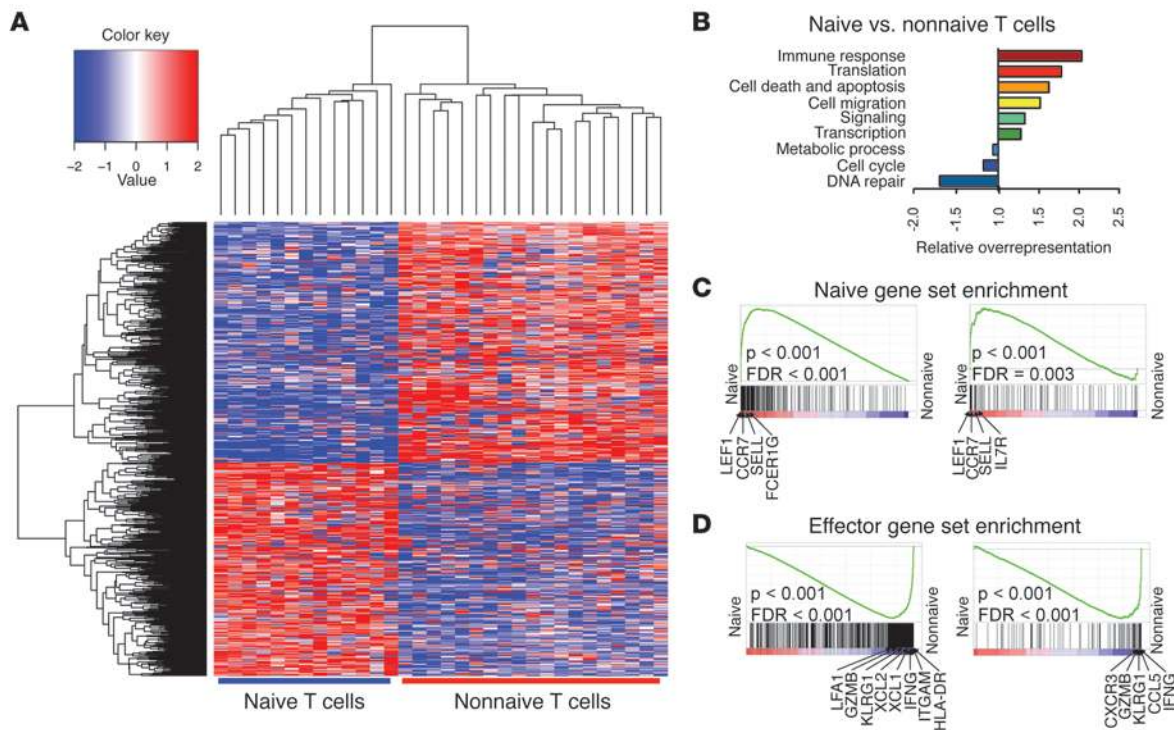 A
Color key
−2 −1 0 1 2
Value
Naive T cells
Nonnaive T cells
B
Naive vs. nonnaive T cells
Immune response
Translation
Cell death and apoptosis
Cell migration
Signaling
Transcription
Metabolic process
Cell cycle
DNA repair
-2.0 -1.5 1.0 1.5 2.0 2.5
Relative overrepresentation
C
Naive gene set enrichment
p < 0.001
FDR < 0.001
Naive
Nonnaive
LEF1
CCR7
SELL
FCER1G
p < 0.001
FDR = 0.003
Naive
Nonnaive
LEF1
CCR7
SELL
IL7R
D
Effector gene set enrichment
p < 0.001
FDR < 0.001
Naive
Nonnaive
LFA1
GZMB
KLRG1
XCL2
XCL1
IFNG
ITGAM
HLA-DR
p < 0.001
FDR < 0.001
Naive
Nonnaive
CXCR3
GZMB
KLRG1
CCL5
IFNG